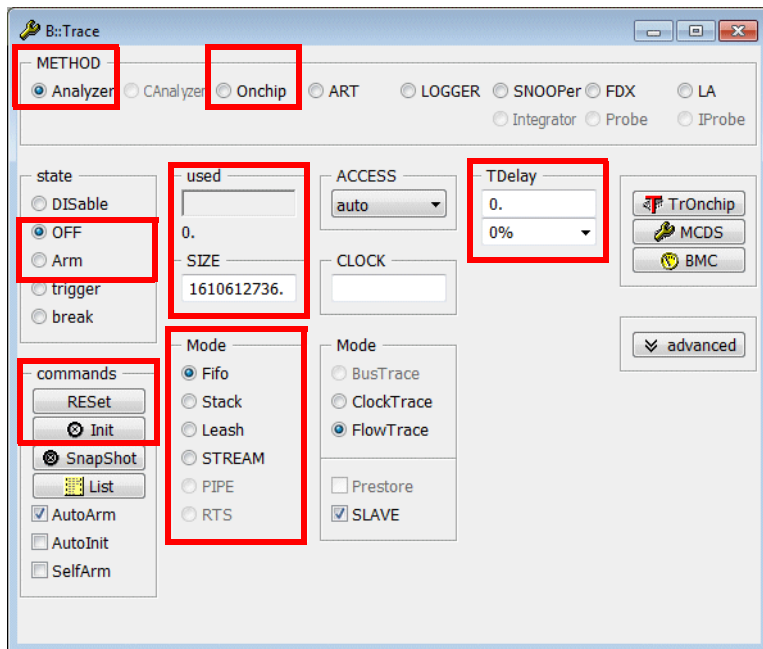 B::Trace
METHOD
Analyzer CAnalyzer Onchip ART LOGGER SNOOPer FDX LA
Integrator Probe IProbe
state
DISable
OFF
Arm
trigger
break
used
0.
SIZE
1610612736.
ACCESS
auto
CLOCK
TDelay
0.
0%
TrOnchip
MCDS
BMC
advanced
commands
RESet
Init
SnapShot
List
AutoArm
AutoInit
SelfArm
Mode
Fifo
Stack
Leash
STREAM
PIPE
RTS
Mode
BusTrace
ClockTrace
FlowTrace
Prestore
SLAVE